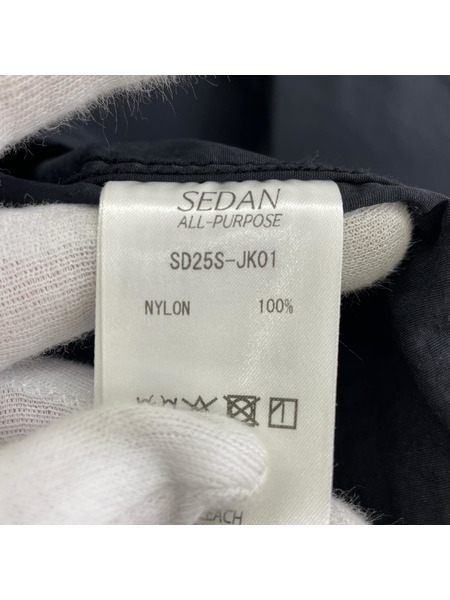 SEDAN
ALL-PURPOSE
SD25S-JK01
NYLON 100%